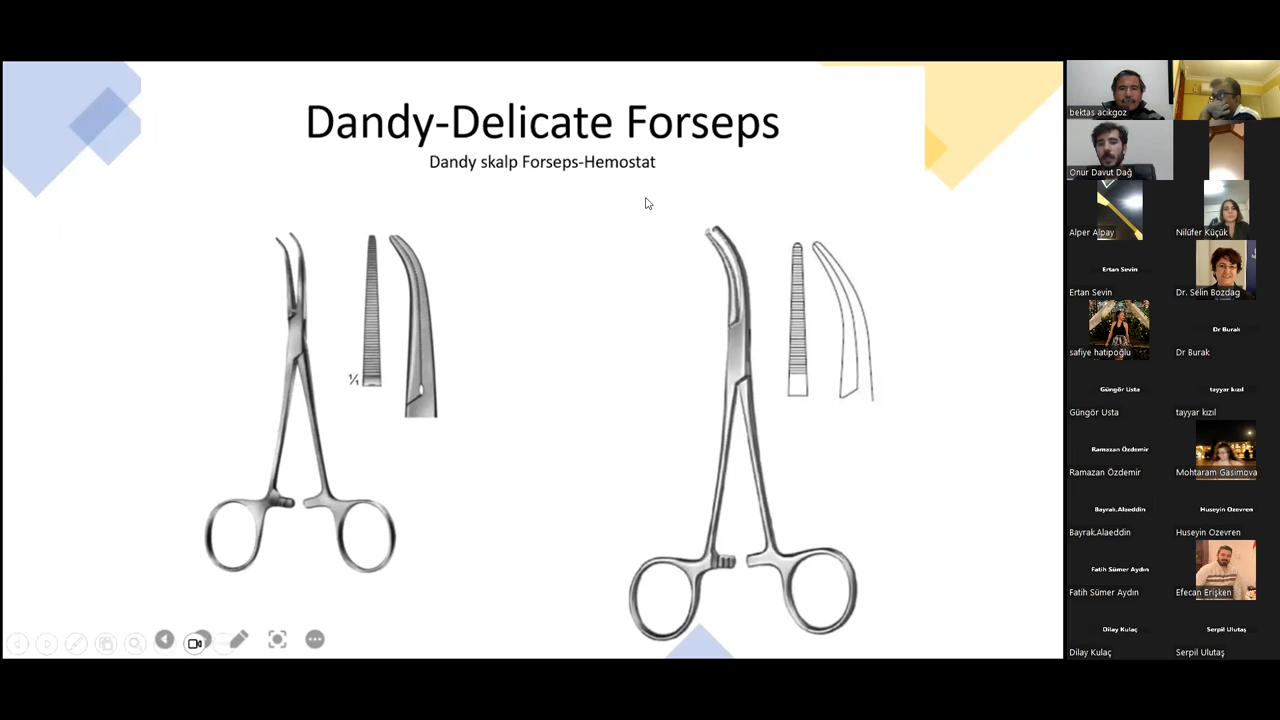 Dandy-Delicate Forseps
Dandy skalp Forseps-Hemostat
1/1
bektas acikgoz
Onur Davut Dağ
Alper Alpay
Nilüfer Küçük
Ertan Sevin
Ertan Sevin
Dr. Selin Bozdag
safiye hatipoğlu
Dr Burak
Dr Burak
Güngör Usta
Güngör Usta
tayyar kızıl
tayyar kızıl
Ramazan Özdemir
Ramazan Özdemir
Mohtaram Gasimova
Bayrak.Alaeddin
Bayrak.Alaeddin
Huseyin Ozevren
Huseyin Ozevren
Fatih Sümer Aydın
Fatih Sümer Aydın
Efecan Erişken
Dilay Kulaç
Dilay Kulaç
Serpil Ulutaş
Serpil Ulutaş